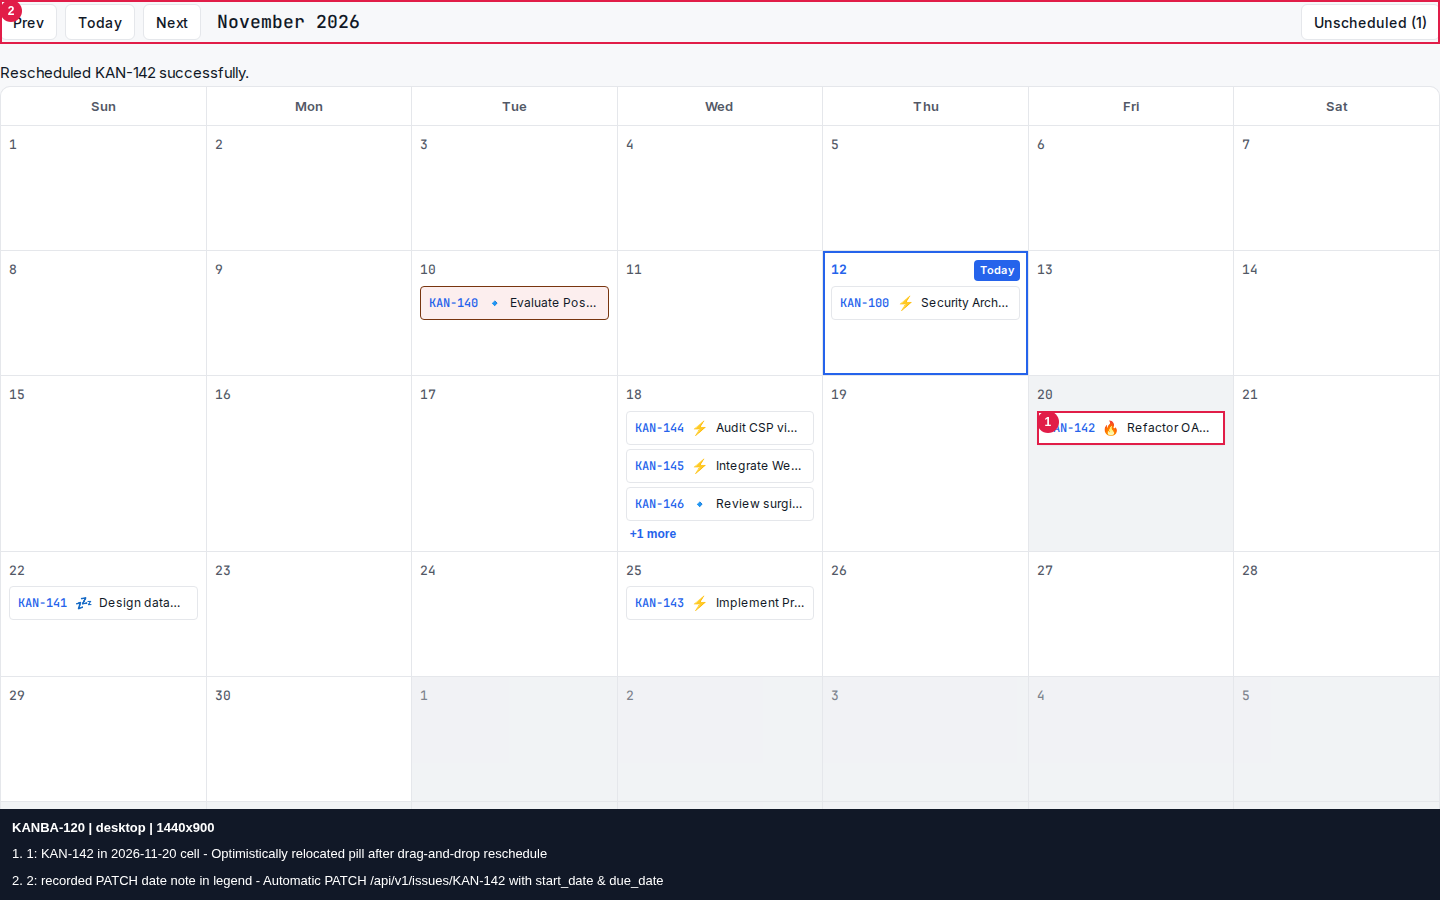 2
Prev Today Next November 2026 Unscheduled (1)
Rescheduled KAN-142 successfully.
Sun Mon Tue Wed Thu Fri Sat
1 2 3 4 5 6 7
8 9 10 11 12 Today 13 14
KAN-140 Evaluate Pos...
KAN-100 Security Arch...
15 16 17 18 19 20 21
KAN-144 Audit CSP vi...
KAN-145 Integrate We...
KAN-146 Review surgi...
+1 more
1 AN-142 Refactor OA...
22 23 24 25 26 27 28
KAN-141 Design data...
KAN-143 Implement Pr...
29 30 1 2 3 4 5
KANBA-120 | desktop | 1440x900
1. 1: KAN-142 in 2026-11-20 cell - Optimistically relocated pill after drag-and-drop reschedule
2. 2: recorded PATCH date note in legend - Automatic PATCH /api/v1/issues/KAN-142 with start_date & due_date